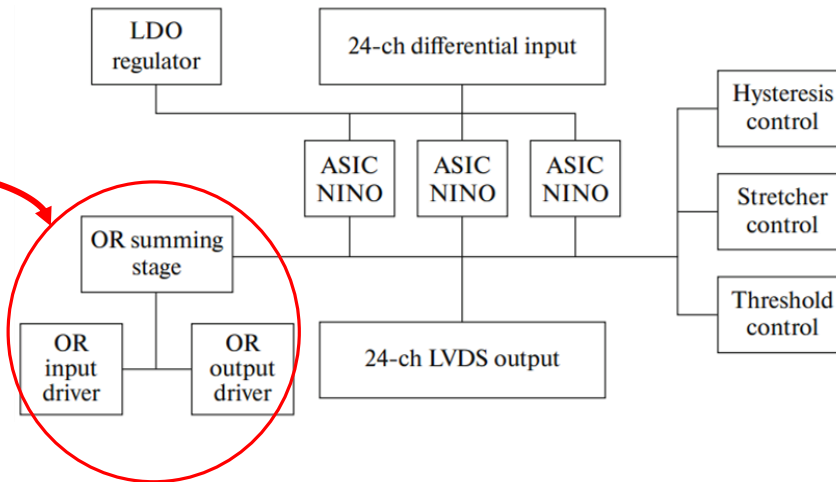 LDO
regulator
24-ch differential input
Hysteresis
control
ASIC
NINO
ASIC
NINO
ASIC
NINO
Stretcher
control
OR summing
stage
Threshold
control
OR
input
driver
OR
output
driver
24-ch LVDS output